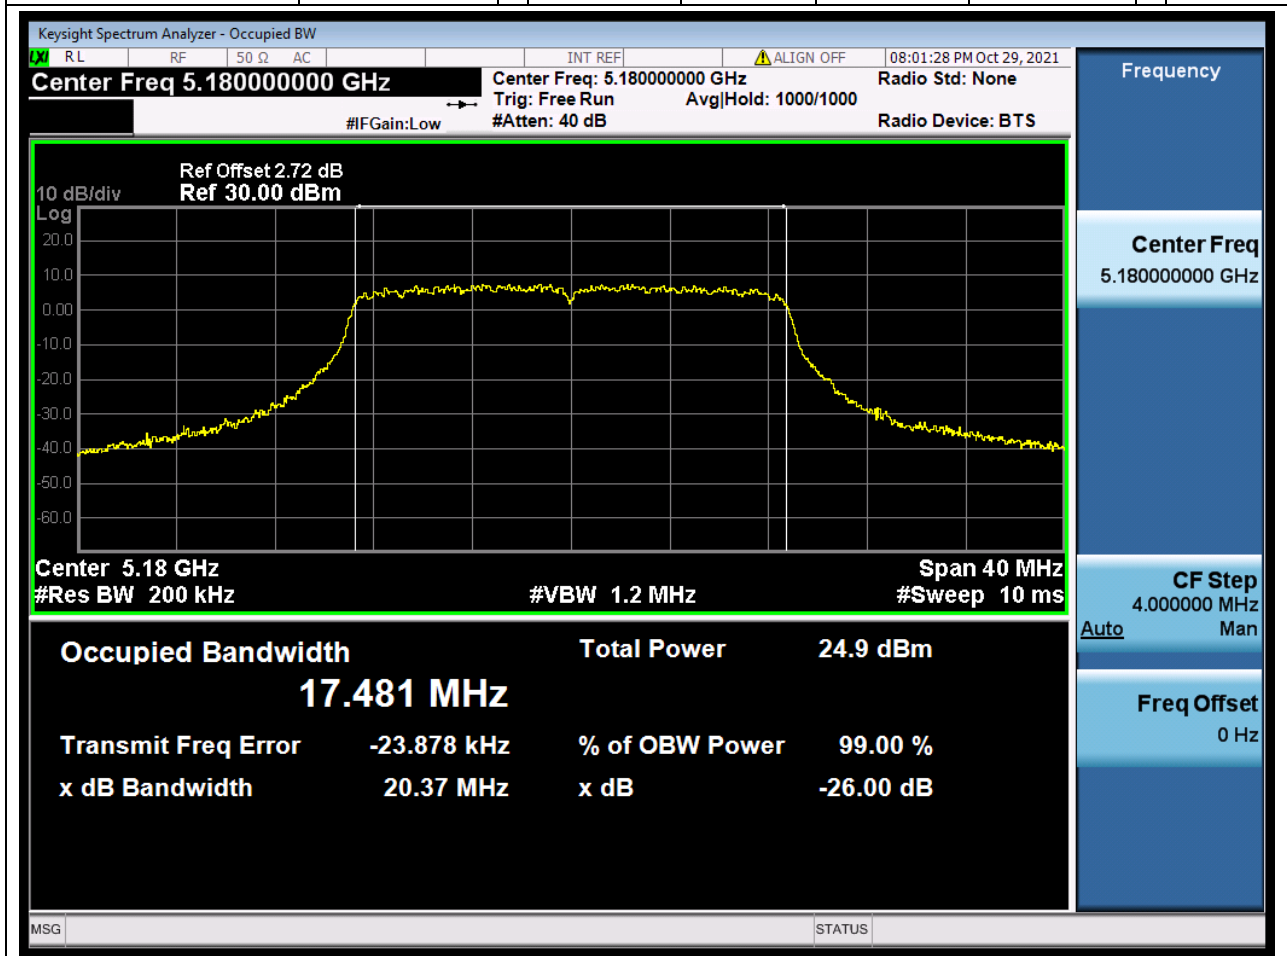 Keysight Spectrum Analyzer - Occupied BW
LXI RL RF 50 Ω AC INT REF ALIGN OFF 08:01:28 PM Oct 29, 2021
Center Freq 5.180000000 GHz
Center Freq: 5.180000000 GHz
Radio Std: None
Trig: Free Run Avg|Hold: 1000/1000
#IFGain:Low
#Atten: 40 dB
Radio Device: BTS
Frequency
Ref Offset 2.72 dB
10 dB/div Ref 30.00 dBm
Log
20.0
10.0
0.00
-10.0
-20.0
-30.0
-40.0
-50.0
-60.0
Center 5.18 GHz Span 40 MHz
#Res BW 200 kHz #VBW 1.2 MHz #Sweep 10 ms
Center Freq
5.180000000 GHz
CF Step
4.000000 MHz
Auto Man
Freq Offset
0 Hz
Occupied Bandwidth Total Power 24.9 dBm
17.481 MHz
Transmit Freq Error -23.878 kHz % of OBW Power 99.00 %
x dB Bandwidth 20.37 MHz x dB -26.00 dB
MSG STATUS